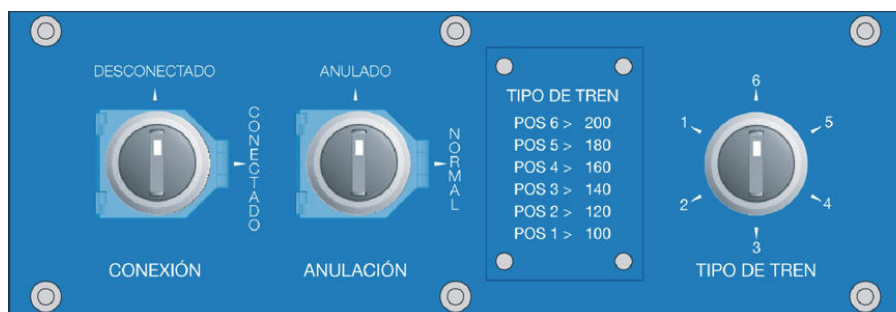 DESCONECTADO
CONECTADO
CONEXIÓN
ANULADO
NORMAL
ANULACIÓN
TIPO DE TREN
POS 6 > 200
POS 5 > 180
POS 4 > 160
POS 3 > 140
POS 2 > 120
POS 1 > 100
6
1
5
2
4
3
TIPO DE TREN